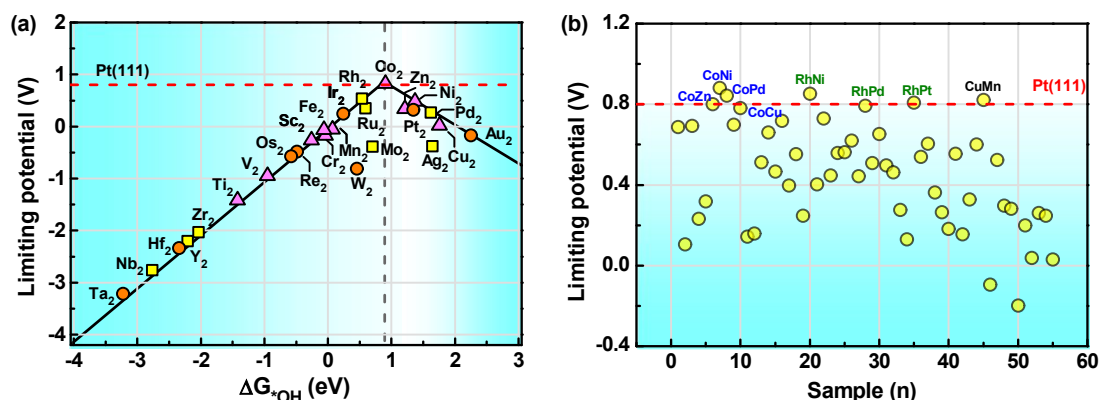 (a)
Limiting potential (V)
2
1
0
-1
-2
-3
-4
Pt(111)
Co₂
Rh₂
Zn₂
Ir₂
Ni₂
Fe₂
Pd₂
Sc₂
Ru₂
Pt₂
Au₂
Os₂
Mn₂
Mo₂
Cu₂
V₂
Cr₂
Ag₂
Re₂
W₂
Ti₂
Zr₂
Hf₂
Y₂
Nb₂
Ta₂
-4 -3 -2 -1 0 1 2 3
ΔG*OH (eV)
(b)
Limiting potential (V)
1.2
0.8
0.4
0.0
-0.4
CoNi
CoZn
CoPd
CoCu
RhNi
RhPd
RhPt
CuMn
Pt(111)
0 10 20 30 40 50 60
Sample (n)